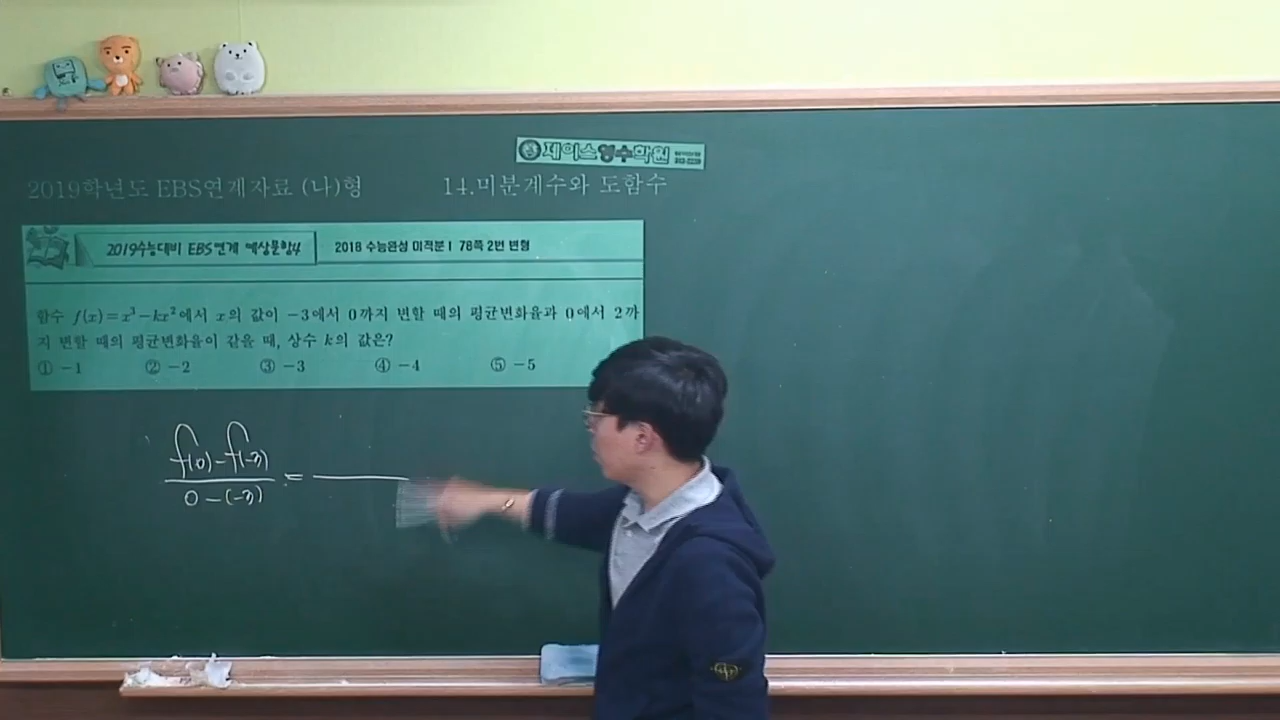 제이스영수학원
2019학년도 EBS연계자료 (나)형 14.미분계수와 도함수
2019수능대비 EBS연계 예상문항4 2018 수능완성 미적분Ⅰ 78쪽 2번 변형
함수 f(x)=x³-kx²에서 x의 값이 -3에서 0까지 변할 때의 평균변화율과 0에서 2까
지 변할 때의 평균변화율이 같을 때, 상수 k의 값은?
① -1 ② -2 ③ -3 ④ -4 ⑤ -5
f(0)-f(-3)
0-(-3)
=